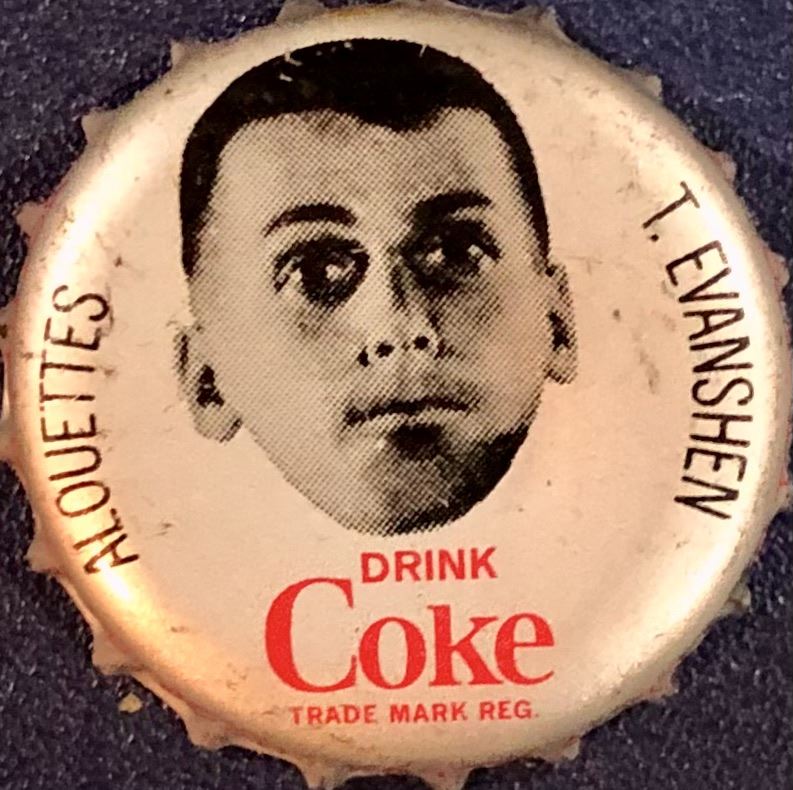 ALOUETTES
T. EVANSHEN
DRINK
Coke
TRADE MARK REG.